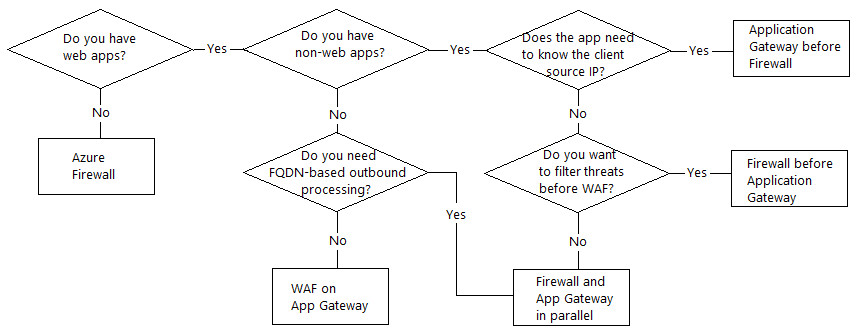 Do you have
web apps?
Yes
Do you have
non-web apps?
Yes
Does the app need
to know the client
source IP?
Yes
Application
Gateway before
Firewall
No
No
No
Azure
Firewall
Do you need
FQDN-based outbound
processing?
Do you want
to filter threats
before WAF?
Yes
Firewall before
Application
Gateway
Yes
No
No
WAF on
App Gateway
Firewall and
App Gateway
in parallel